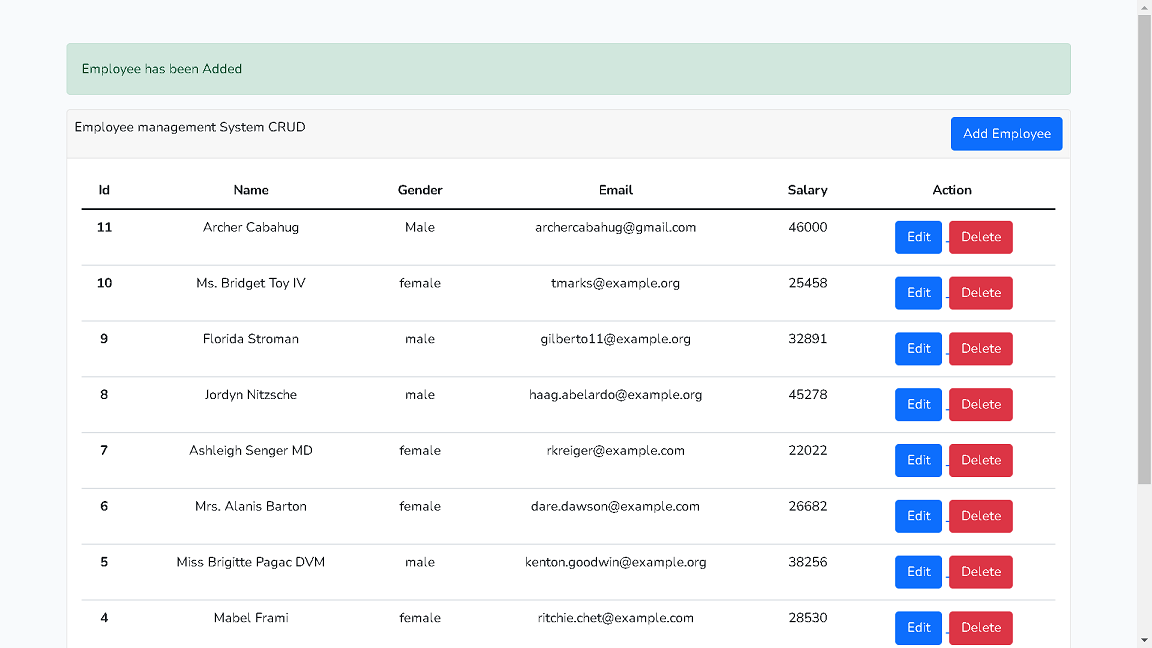 Employee has been Added
Employee management System CRUD Add Employee
Id Name Gender Email Salary Action
11 Archer Cabahug Male archercabahug@gmail.com 46000 Edit Delete
10 Ms. Bridget Toy IV female tmarks@example.org 25458 Edit Delete
9 Florida Stroman male gilberto11@example.org 32891 Edit Delete
8 Jordyn Nitzsche male haag.abelardo@example.org 45278 Edit Delete
7 Ashleigh Senger MD female rkreiger@example.com 22022 Edit Delete
6 Mrs. Alanis Barton female dare.dawson@example.com 26682 Edit Delete
5 Miss Brigitte Pagac DVM male kenton.goodwin@example.org 38256 Edit Delete
4 Mabel Frami female ritchie.chet@example.com 28530 Edit Delete